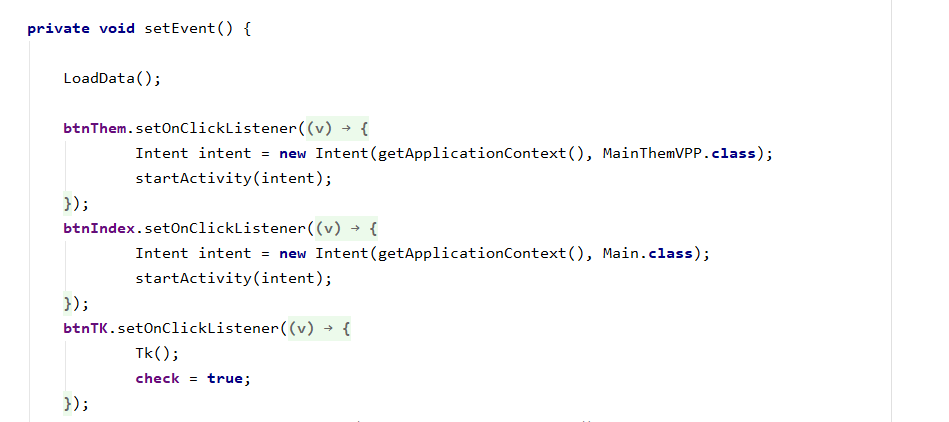 private void setEvent() {
LoadData();
btnThem.setOnClickListener((v) → {
Intent intent = new Intent(getApplicationContext(), MainThemVPP.class);
startActivity(intent);
});
btnIndex.setOnClickListener((v) → {
Intent intent = new Intent(getApplicationContext(), Main.class);
startActivity(intent);
});
btnTK.setOnClickListener((v) → {
Tk();
check = true;
});